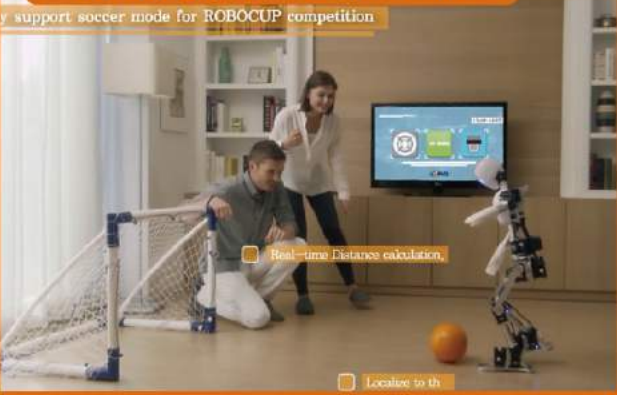 y support soccer mode for ROBOCUP competition
Real-time Distance calculation,
Localize to th